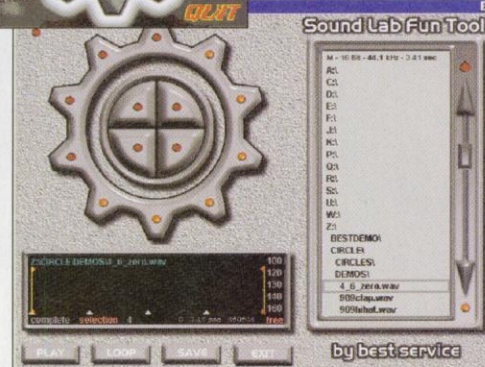 QUIT
Sound Lab Fun Tool
M - 16 Bit - 44.1 kHz - 3.41 sec
A:\
C:\
D:\
E:\
F:\
J:\
K:\
P:\
Q:\
R:\
S:\
U:\
W:\
Z:\
BESTDEMO\
CIRCLE\
CIRCLES\
DEMOS\
4_6_zero.wav
909clap.wav
909hihat.wav
Z:\CIRCLE\DEMOS\4_6_zero.wav
100
120
130
140
160
complete selection 4 free
PLAY LOOP SAVE EXIT
by best service